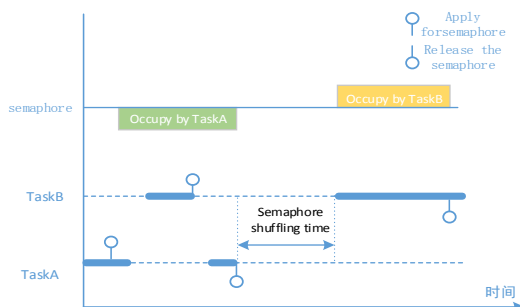 Apply
forsemaphore
Release the
semaphore
semaphore
Occupy by TaskA
Occupy by TaskB
TaskB
Semaphore
shuffling time
TaskA
时间